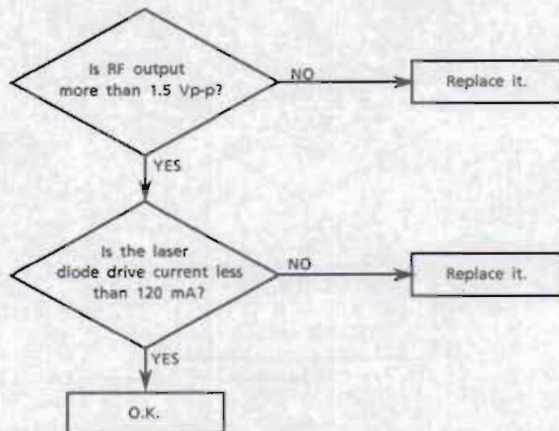 Is RF output
more than 1.5 Vp-p?
NO
Replace it.
YES
Is the laser
diode drive current less
than 120 mA?
NO
Replace it.
YES
O.K.